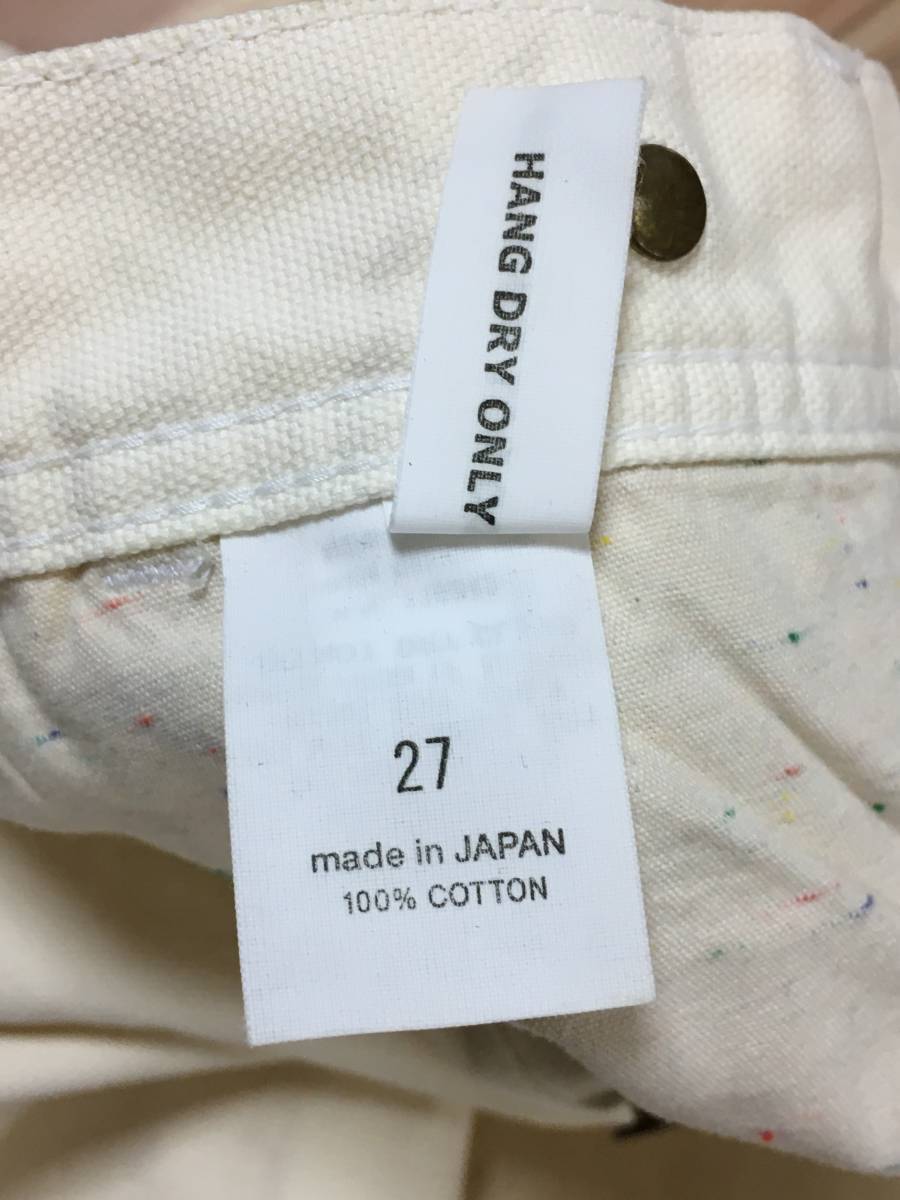 HANG DRY ONLY
27
made in JAPAN
100% COTTON